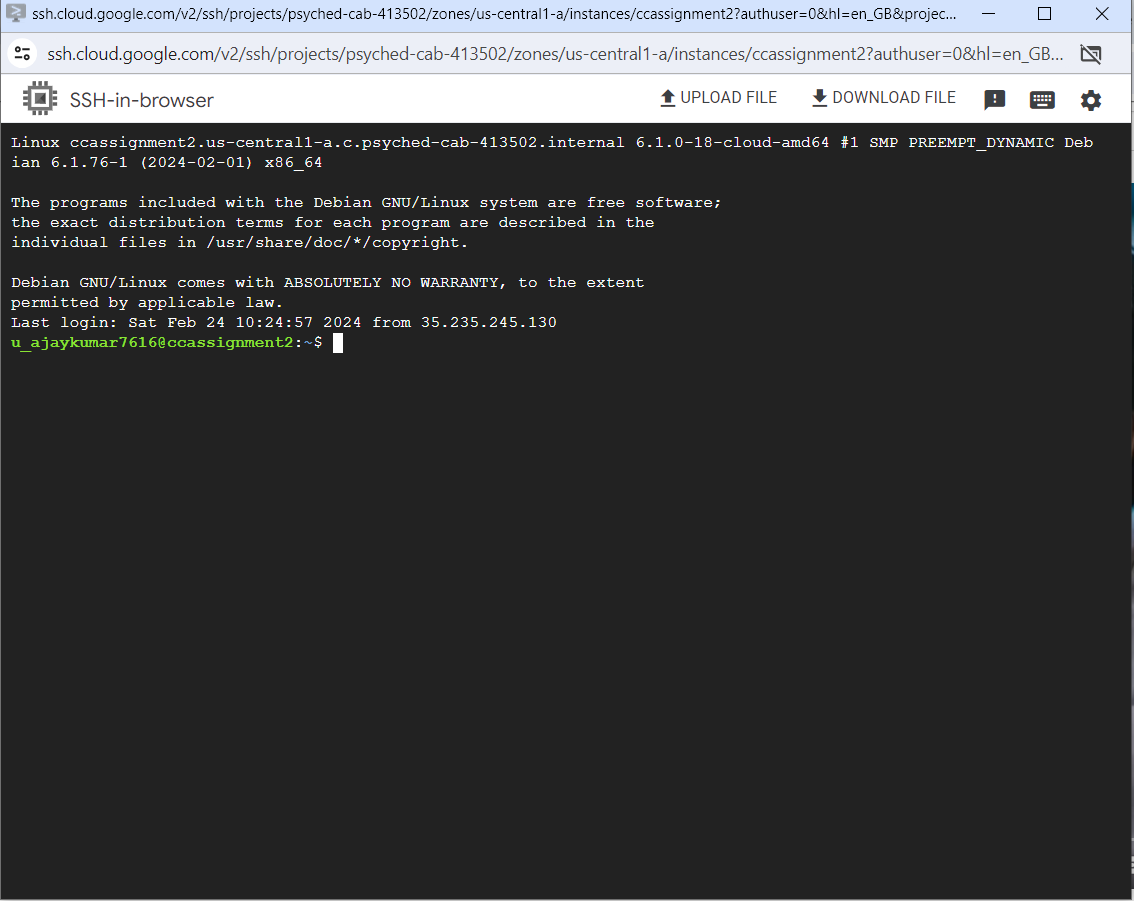 ssh.cloud.google.com/v2/ssh/projects/psyched-cab-413502/zones/us-central1-a/instances/ccassignment2?authuser=0&hl=en_GB&projec...
ssh.cloud.google.com/v2/ssh/projects/psyched-cab-413502/zones/us-central1-a/instances/ccassignment2?authuser=0&hl=en_GB...
SSH-in-browser UPLOAD FILE DOWNLOAD FILE
Linux ccassignment2.us-central1-a.c.psyched-cab-413502.internal 6.1.0-18-cloud-amd64 #1 SMP PREEMPT_DYNAMIC Deb
ian 6.1.76-1 (2024-02-01) x86_64
The programs included with the Debian GNU/Linux system are free software;
the exact distribution terms for each program are described in the
individual files in /usr/share/doc/*/copyright.
Debian GNU/Linux comes with ABSOLUTELY NO WARRANTY, to the extent
permitted by applicable law.
Last login: Sat Feb 24 10:24:57 2024 from 35.235.245.130
u_ajaykumar7616@ccassignment2:~$